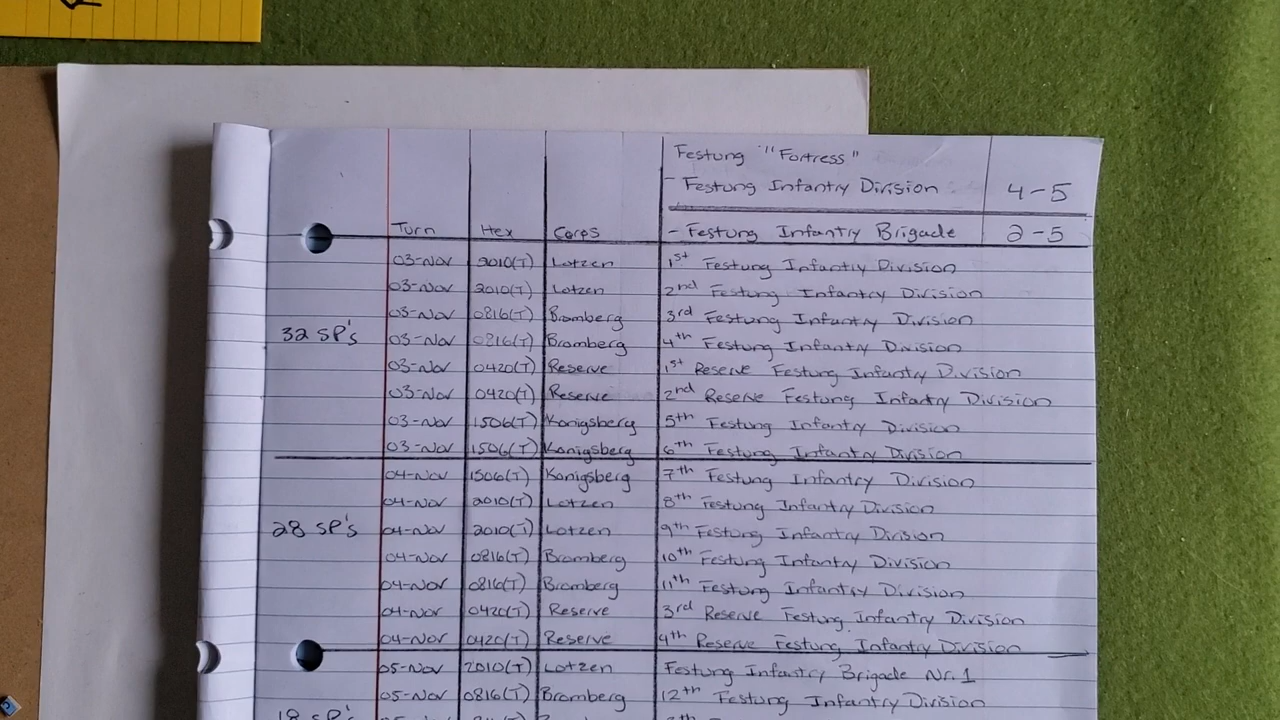 Festung "Fortress"
- Festung Infantry Division 4-5
Turn Hex Corps - Festung Infantry Brigade 2-5
03-Nov 2010(T) Lotzen 1st Festung Infantry Division
03-Nov 2010(T) Lotzen 2nd Festung Infantry Division
03-Nov 0816(T) Bromberg 3rd Festung Infantry Division
32 SP's 03-Nov 0816(T) Bromberg 4th Festung Infantry Division
03-Nov 0420(T) Reserve 1st Reserve Festung Infantry Division
03-Nov 0420(T) Reserve 2nd Reserve Festung Infantry Division
03-Nov 1506(T) Konigsberg 5th Festung Infantry Division
03-Nov 1506(T) Konigsberg 6th Festung Infantry Division
04-Nov 1506(T) Konigsberg 7th Festung Infantry Division
04-Nov 2010(T) Lotzen 8th Festung Infantry Division
28 SP's 04-Nov 2010(T) Lotzen 9th Festung Infantry Division
04-Nov 0816(T) Bromberg 10th Festung Infantry Division
04-Nov 0816(T) Bromberg 11th Festung Infantry Division
04-Nov 0420(T) Reserve 3rd Reserve Festung Infantry Division
04-Nov 0420(T) Reserve 4th Reserve Festung Infantry Division
05-Nov 2010(T) Lotzen Festung Infantry Brigade Nr. 1
05-Nov 0816(T) Bromberg 12th Festung Infantry Division
18 SP's